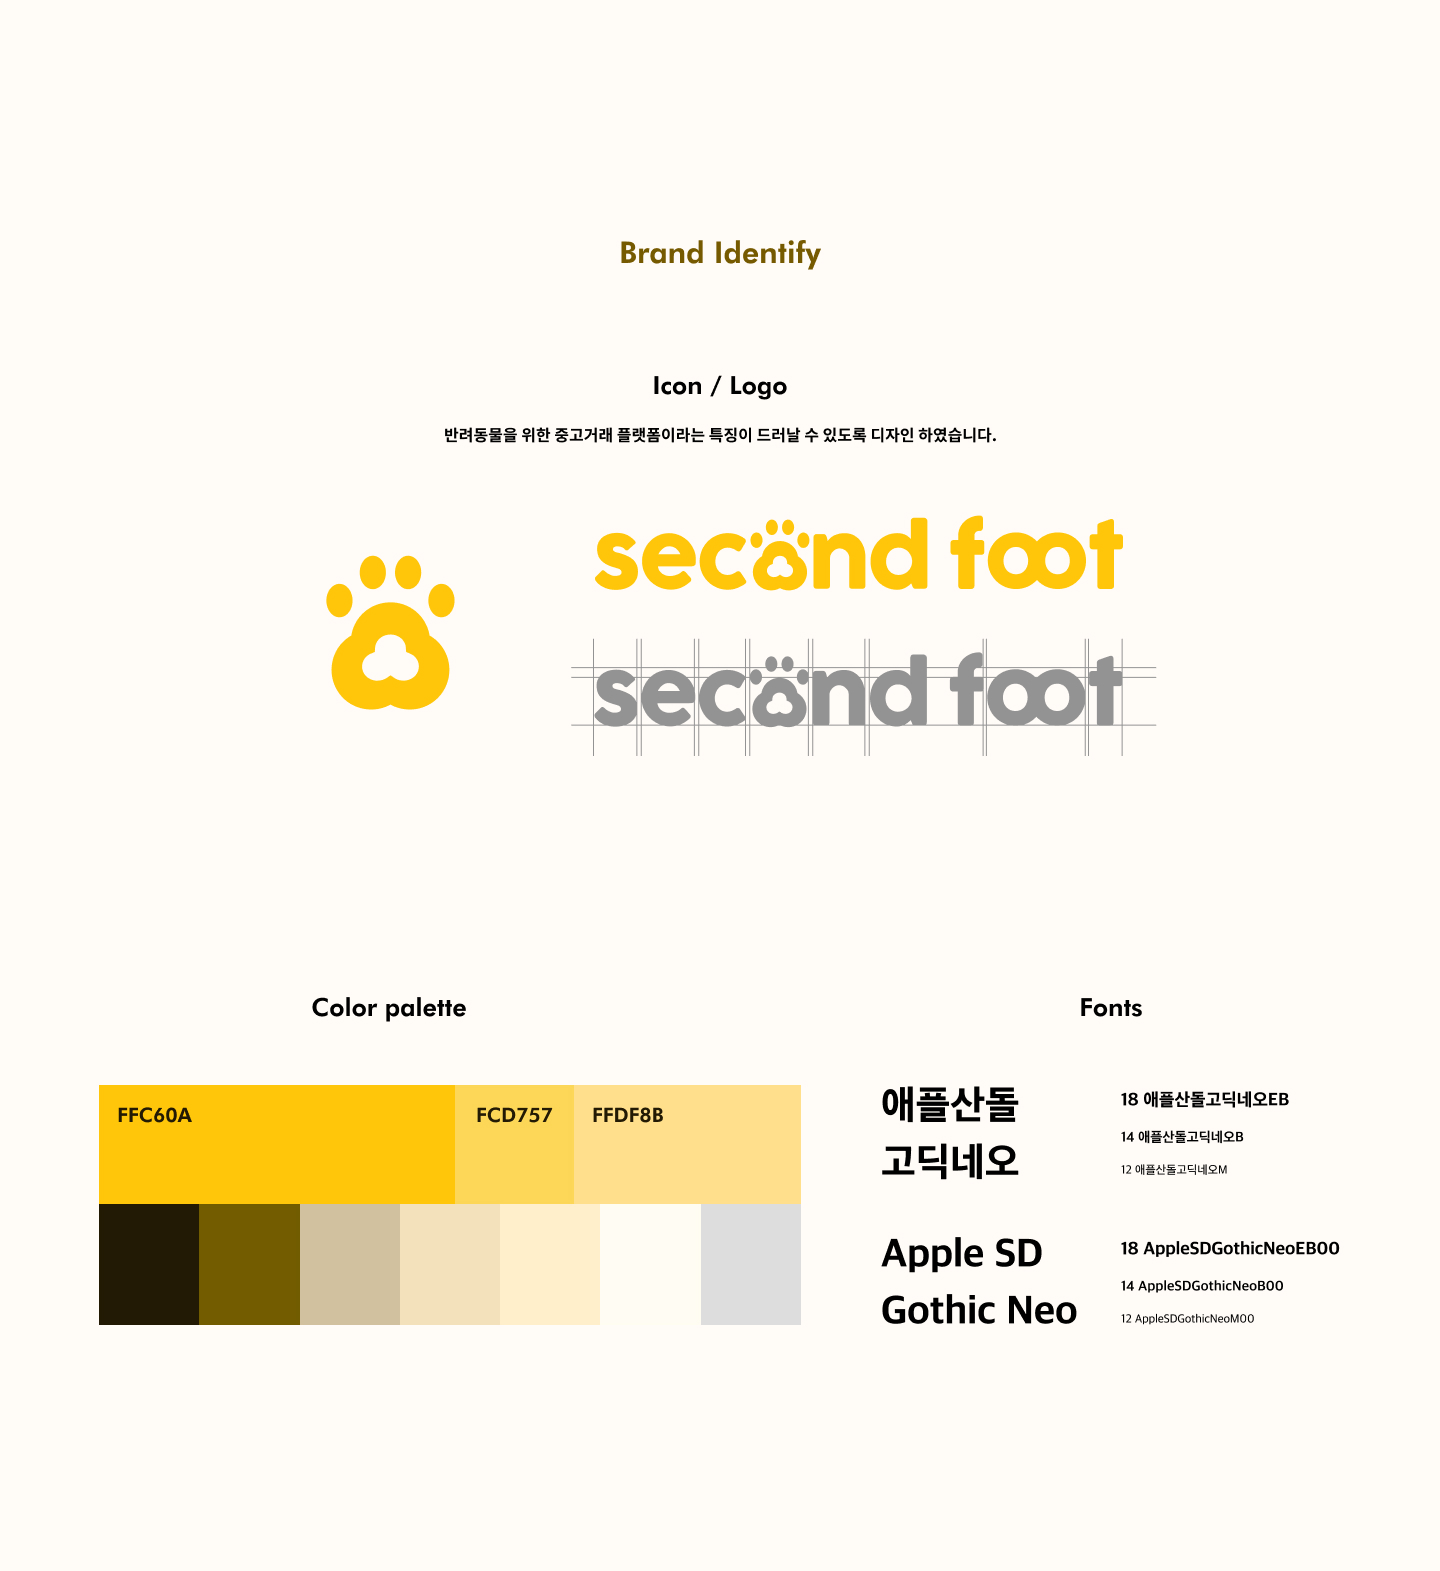 Brand Identify
Icon / Logo
반려동물을 위한 중고거래 플랫폼이라는 특징이 드러날 수 있도록 디자인 하였습니다.
second foot
second foot
Color palette
FFC60A
FCD757
FFDF8B
Fonts
애플산돌
고딕네오
18 애플산돌고딕네오EB
14 애플산돌고딕네오B
12 애플산돌고딕네오M
Apple SD
Gothic Neo
18 AppleSDGothicNeoEB00
14 AppleSDGothicNeoB00
12 AppleSDGothicNeoM00